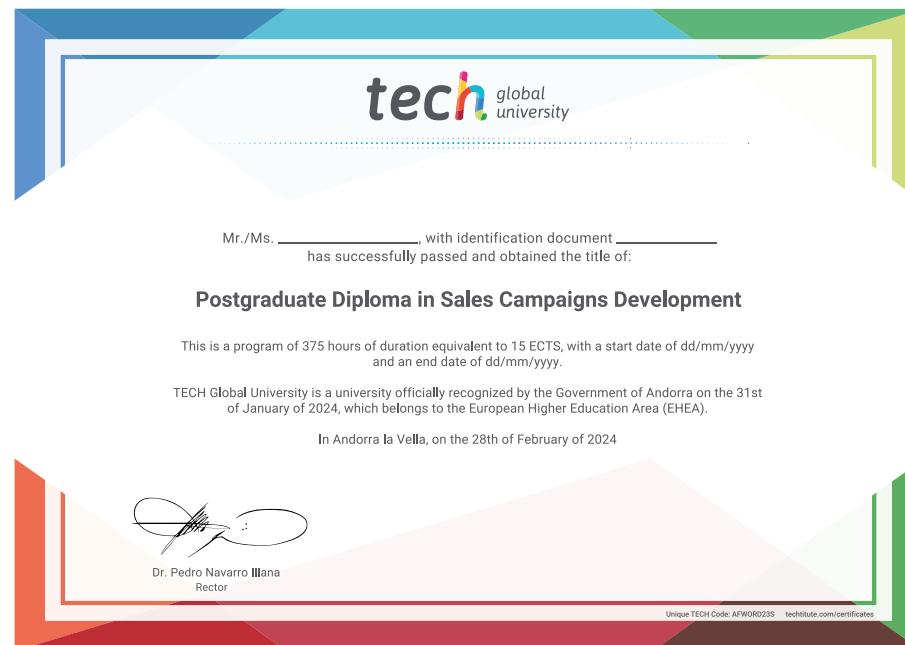 tech global university
Mr./Ms. ____________, with identification document ____________
has successfully passed and obtained the title of:
Postgraduate Diploma in Sales Campaigns Development
This is a program of 375 hours of duration equivalent to 15 ECTS, with a start date of dd/mm/yyyy
and an end date of dd/mm/yyyy.
TECH Global University is a university officially recognized by the Government of Andorra on the 31st
of January of 2024, which belongs to the European Higher Education Area (EHEA).
In Andorra la Vella, on the 28th of February of 2024
Dr. Pedro Navarro Illana
Rector
Unique TECH Code: AFWORD23S techtitute.com/certificates